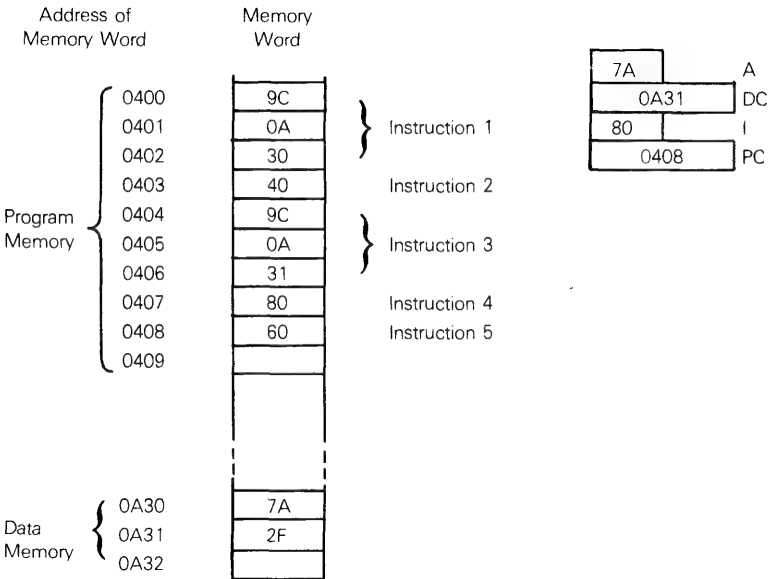 Address of Memory Word
Memory Word
7A A
0A31 DC
80 I
0408 PC
0400 9C
0401 0A Instruction 1
0402 30
0403 40 Instruction 2
0404 9C
Program Memory
0405 0A Instruction 3
0406 31
0407 80 Instruction 4
0408 60 Instruction 5
0409
0A30 7A
Data Memory
0A31 2F
0A32